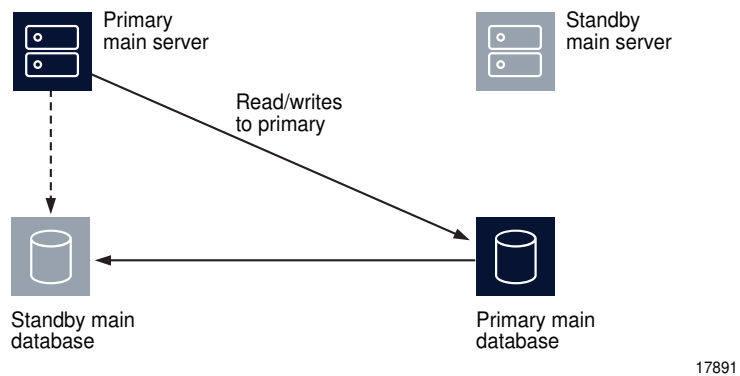 Primary
main server
Standby
main server
Read/writes
to primary
Standby main
database
Primary main
database
17891